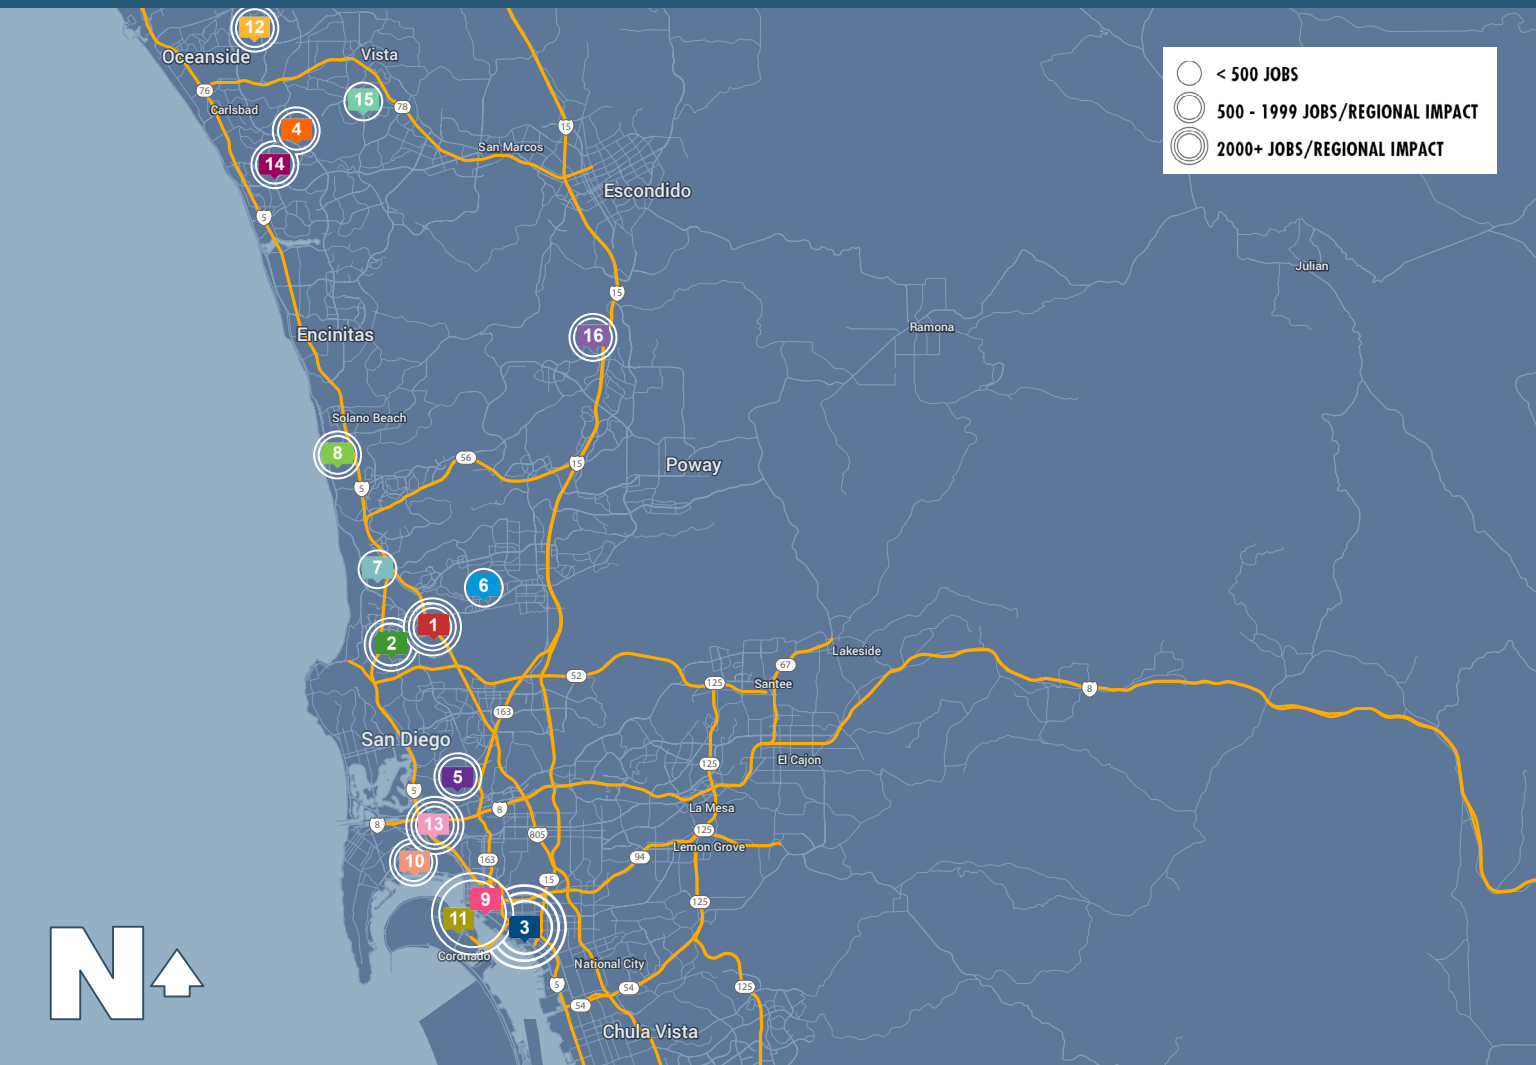 12
Oceanside
Vista
76
15
78
Carlsbad
4
15
San Marcos
14
Escondido
5
< 500 JOBS
500 - 1999 JOBS/REGIONAL IMPACT
2000+ JOBS/REGIONAL IMPACT
Julian
15
Ramona
Encinitas
16
Solano Beach
8
56
15
Poway
5
7
6
1
2
Lakeside
67
52
125
Santee
8
163
San Diego
125
El Cajon
5
5
8
La Mesa
8
13
805
125
Lemon Grove
10
163
94
15
9
125
11
3
Coronado
National City
5
54
125
54
Chula Vista
N